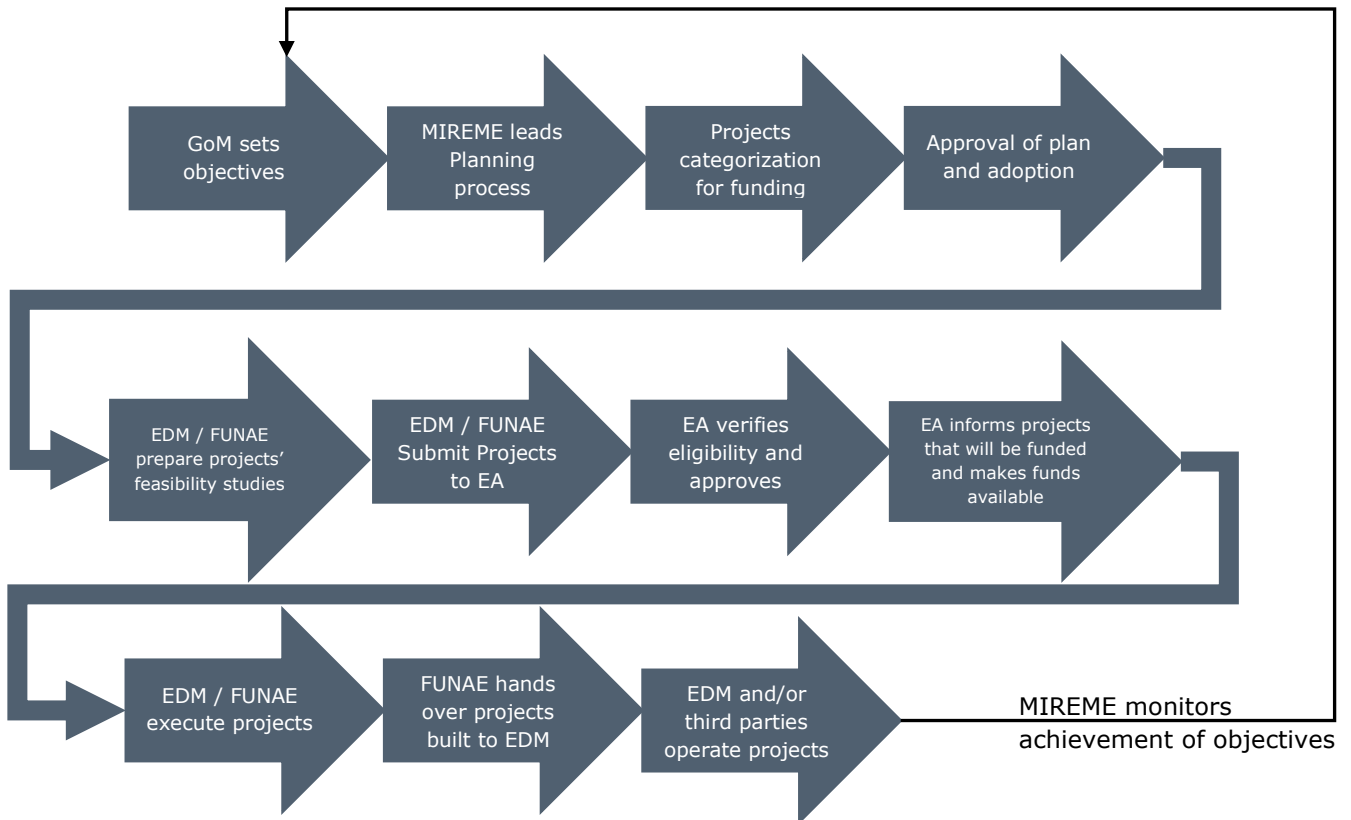 GoM sets
objectives
MIREME leads
Planning
process
Projects
categorization
for funding
Approval of plan
and adoption
EDM / FUNAE
prepare projects’
feasibility studies
EDM / FUNAE
Submit Projects
to EA
EA verifies
eligibility and
approves
EA informs projects
that will be funded
and makes funds
available
EDM / FUNAE
execute projects
FUNAE hands
over projects
built to EDM
EDM and/or
third parties
operate projects
MIREME monitors
achievement of objectives